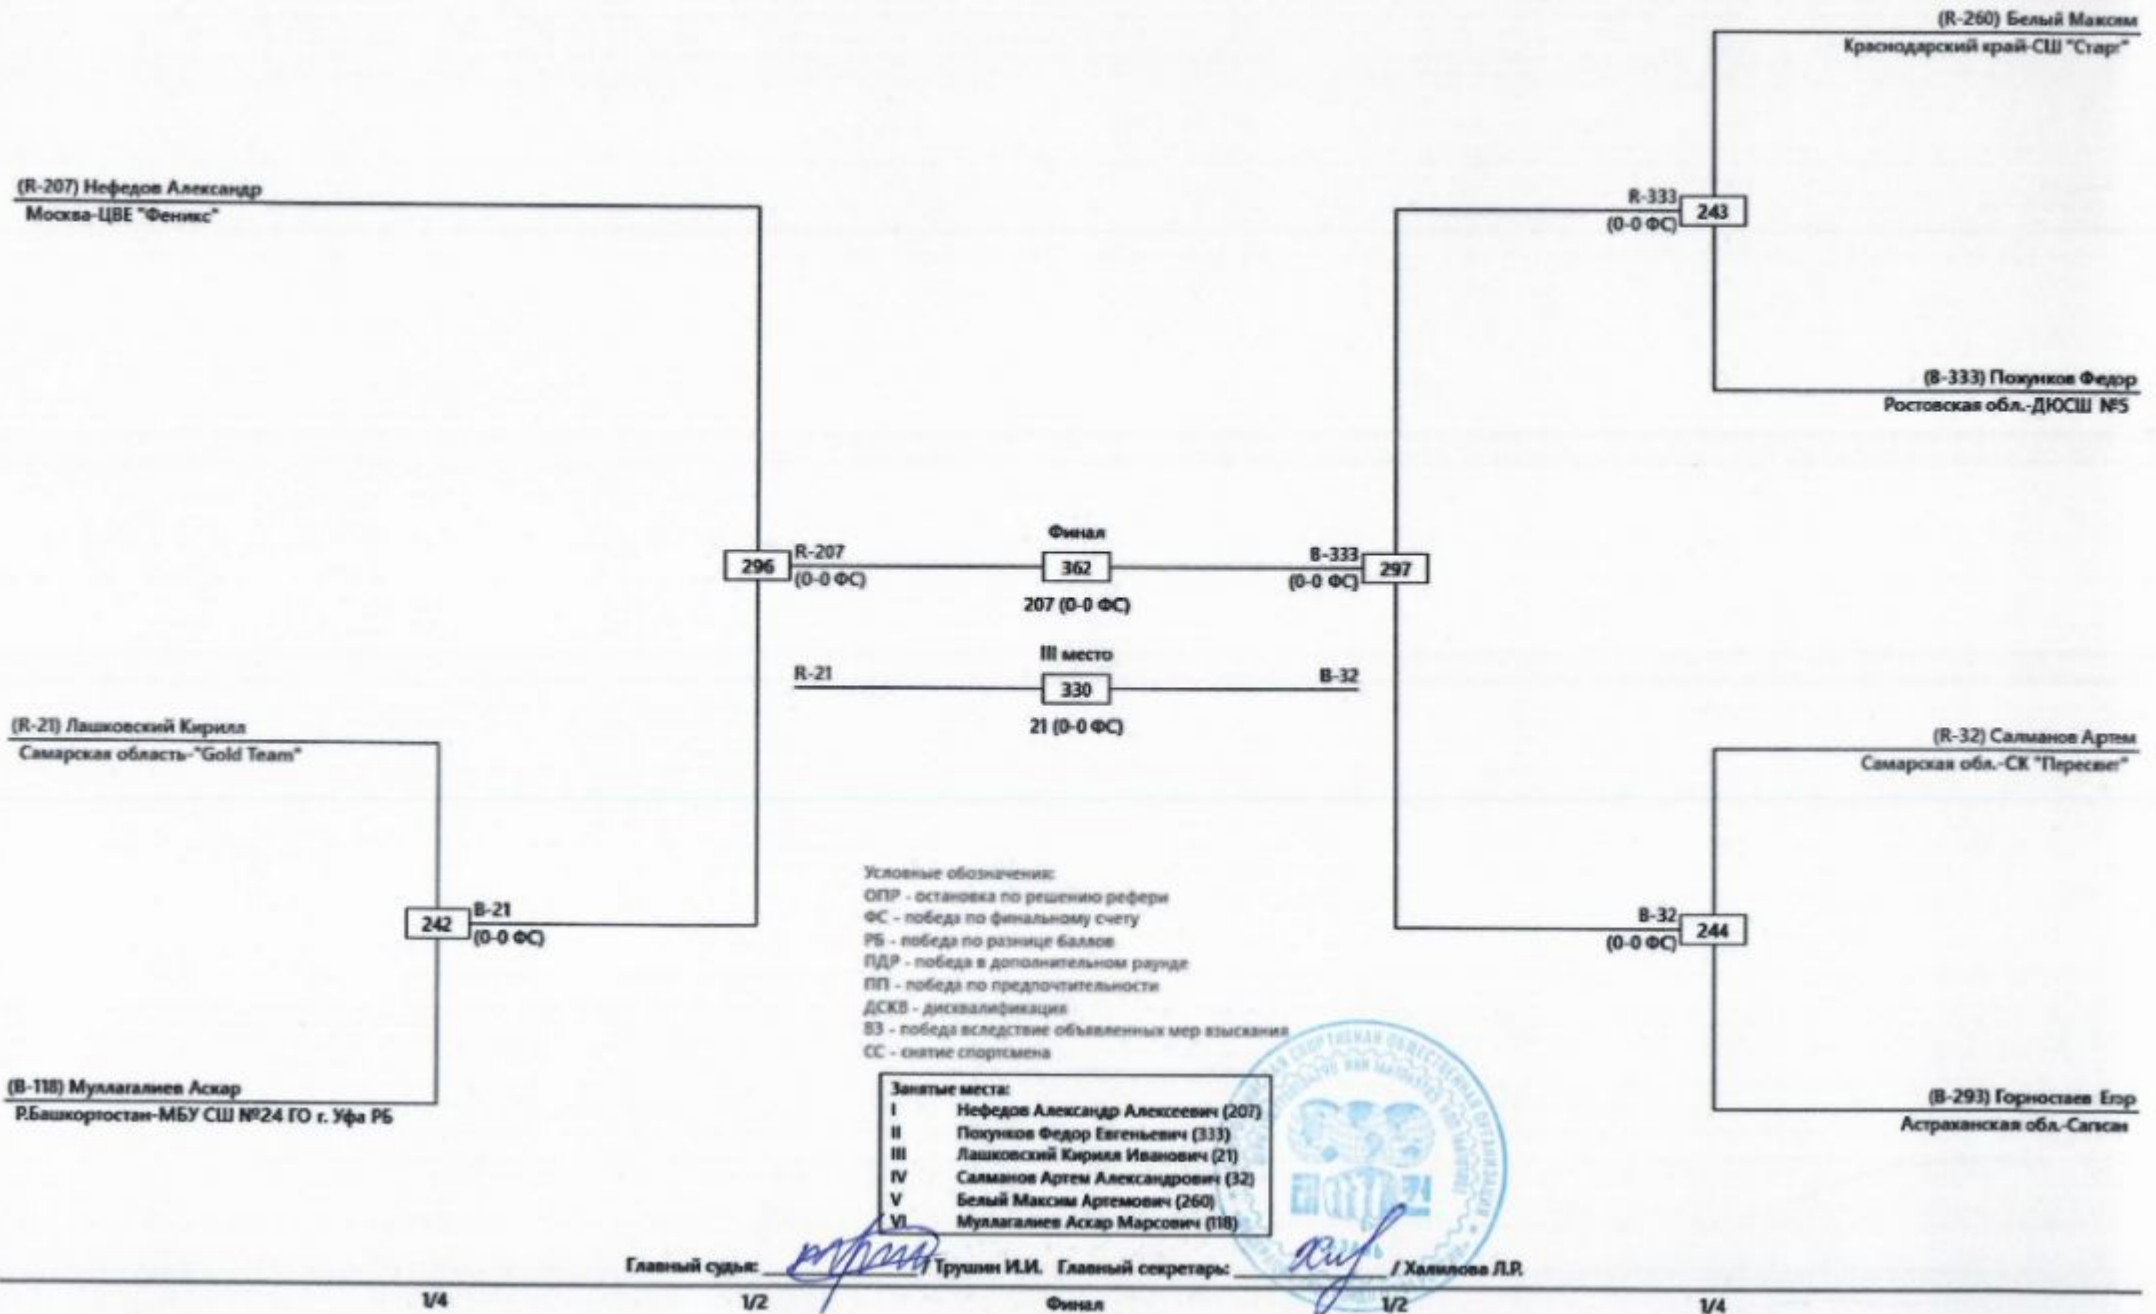 (R-260) Белый Максим
Краснодарский край-СШ "Старт"
(R-207) Нефедов Александр
Москва-ЦВЕ "Феникс"
R-333
(0-0 ФС)
243
(B-333) Похунков Федор
Ростовская обл.-ДЮСШ №5
Финал
296
R-207
(0-0 ФС)
362
B-333
(0-0 ФС)
297
207 (0-0 ФС)
III место
R-21
330
B-32
21 (0-0 ФС)
(R-21) Лашковский Кирилл
Самарская область-"Gold Team"
(R-32) Салманов Артем
Самарская обл.-СК "Пересвет"
242
B-21
(0-0 ФС)
B-32
(0-0 ФС)
244
Условные обозначения:
ОПР - остановка по решению рефери
ФС - победа по финальному счету
РБ - победа по разнице баллов
ПДР - победа в дополнительном раунде
ПП - победа по предпочтительности
ДСКВ - дисквалификация
ВЗ - победа вследствие объявленных мер взыскания
СС - снятие спортсмена
(B-118) Муллагалиев Аскар
Р.Башкортостан-МБУ СШ №24 ГО г. Уфа РБ
(B-293) Горностаев Егор
Астраханская обл.-Сапсан
Занятые места:
I Нефедов Александр Алексеевич (207)
II Похунков Федор Евгеньевич (333)
III Лашковский Кирилл Иванович (21)
IV Салманов Артем Александрович (32)
V Белый Максим Артемович (260)
VI Муллагалиев Аскар Марсович (118)
Главный судья: / Трушин И.И. Главный секретарь: / Халилова Л.Р.
1/4 1/2 Финал 1/2 1/4